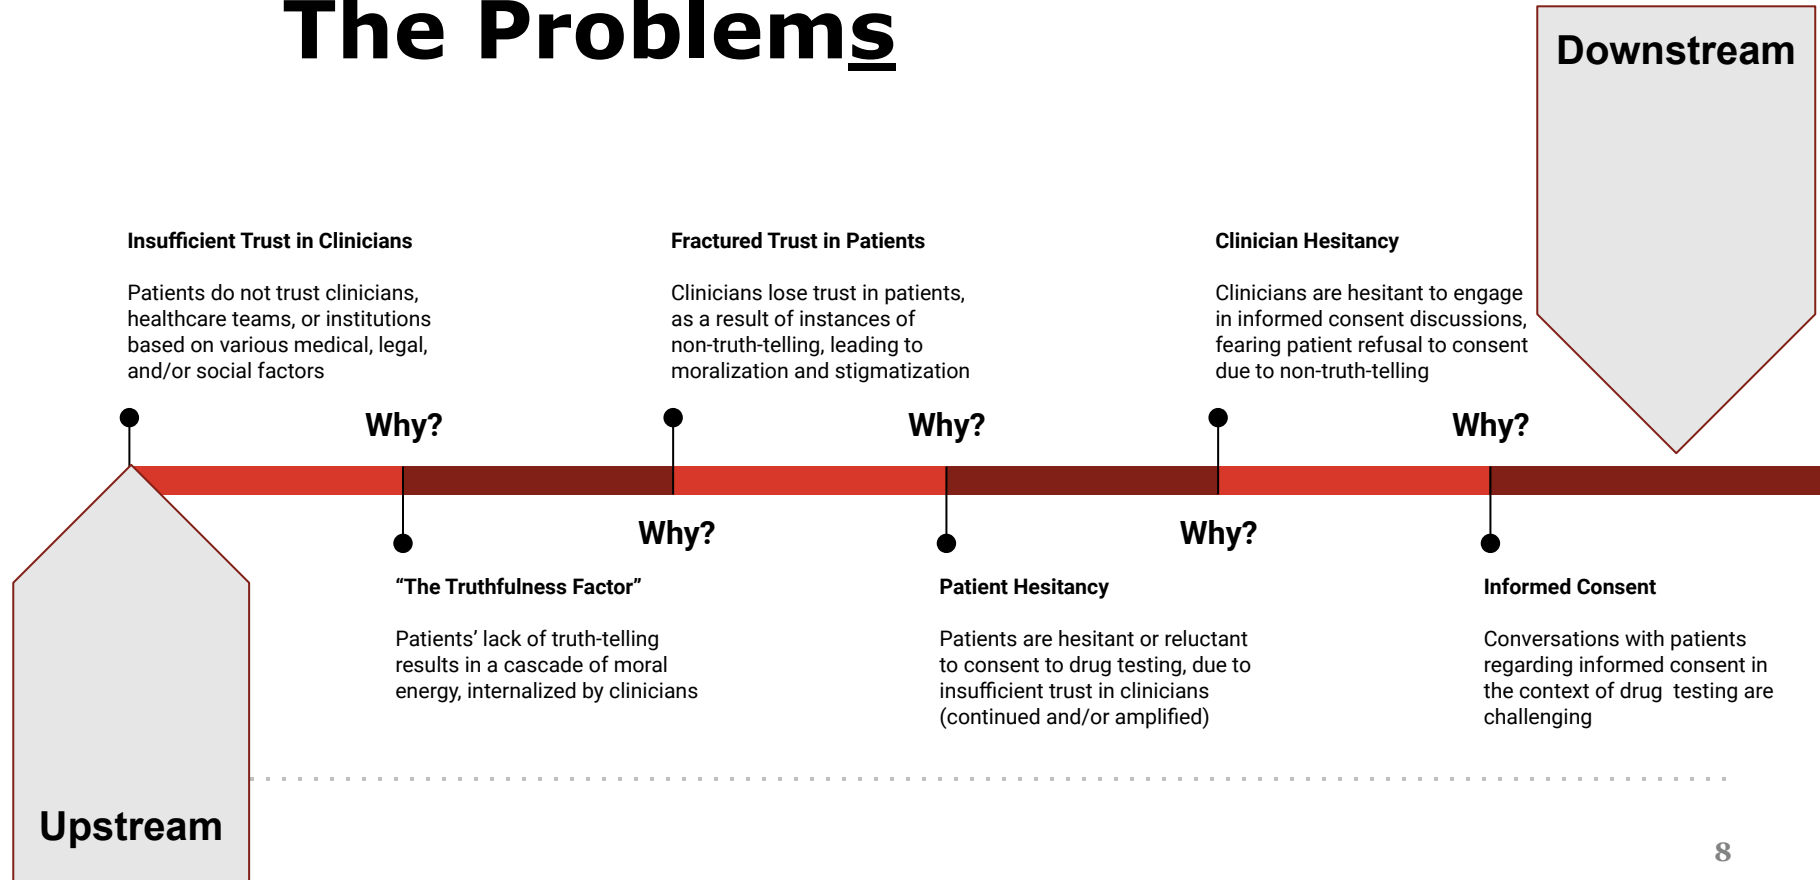 The Problems
Downstream
Insufficient Trust in Clinicians
Patients do not trust clinicians,
healthcare teams, or institutions
based on various medical, legal,
and/or social factors
Fractured Trust in Patients
Clinicians lose trust in patients,
as a result of instances of
non-truth-telling, leading to
moralization and stigmatization
Clinician Hesitancy
Clinicians are hesitant to engage
in informed consent discussions,
fearing patient refusal to consent
due to non-truth-telling
Why?
Why?
Why?
Why?
Why?
“The Truthfulness Factor”
Patients’ lack of truth-telling
results in a cascade of moral
energy, internalized by clinicians
Patient Hesitancy
Patients are hesitant or reluctant
to consent to drug testing, due to
insufficient trust in clinicians
(continued and/or amplified)
Informed Consent
Conversations with patients
regarding informed consent in
the context of drug  testing are
challenging
Upstream
8